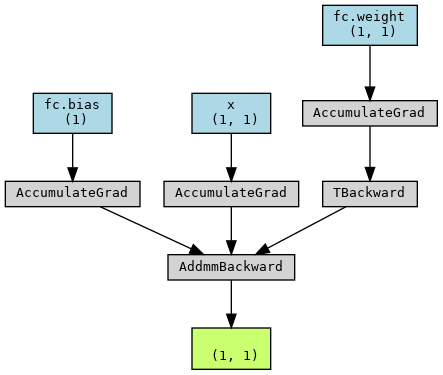 fc.weight
(1, 1)
fc.bias
(1)
x
(1, 1)
AccumulateGrad
AccumulateGrad
AccumulateGrad
TBackward
AddmmBackward
(1, 1)